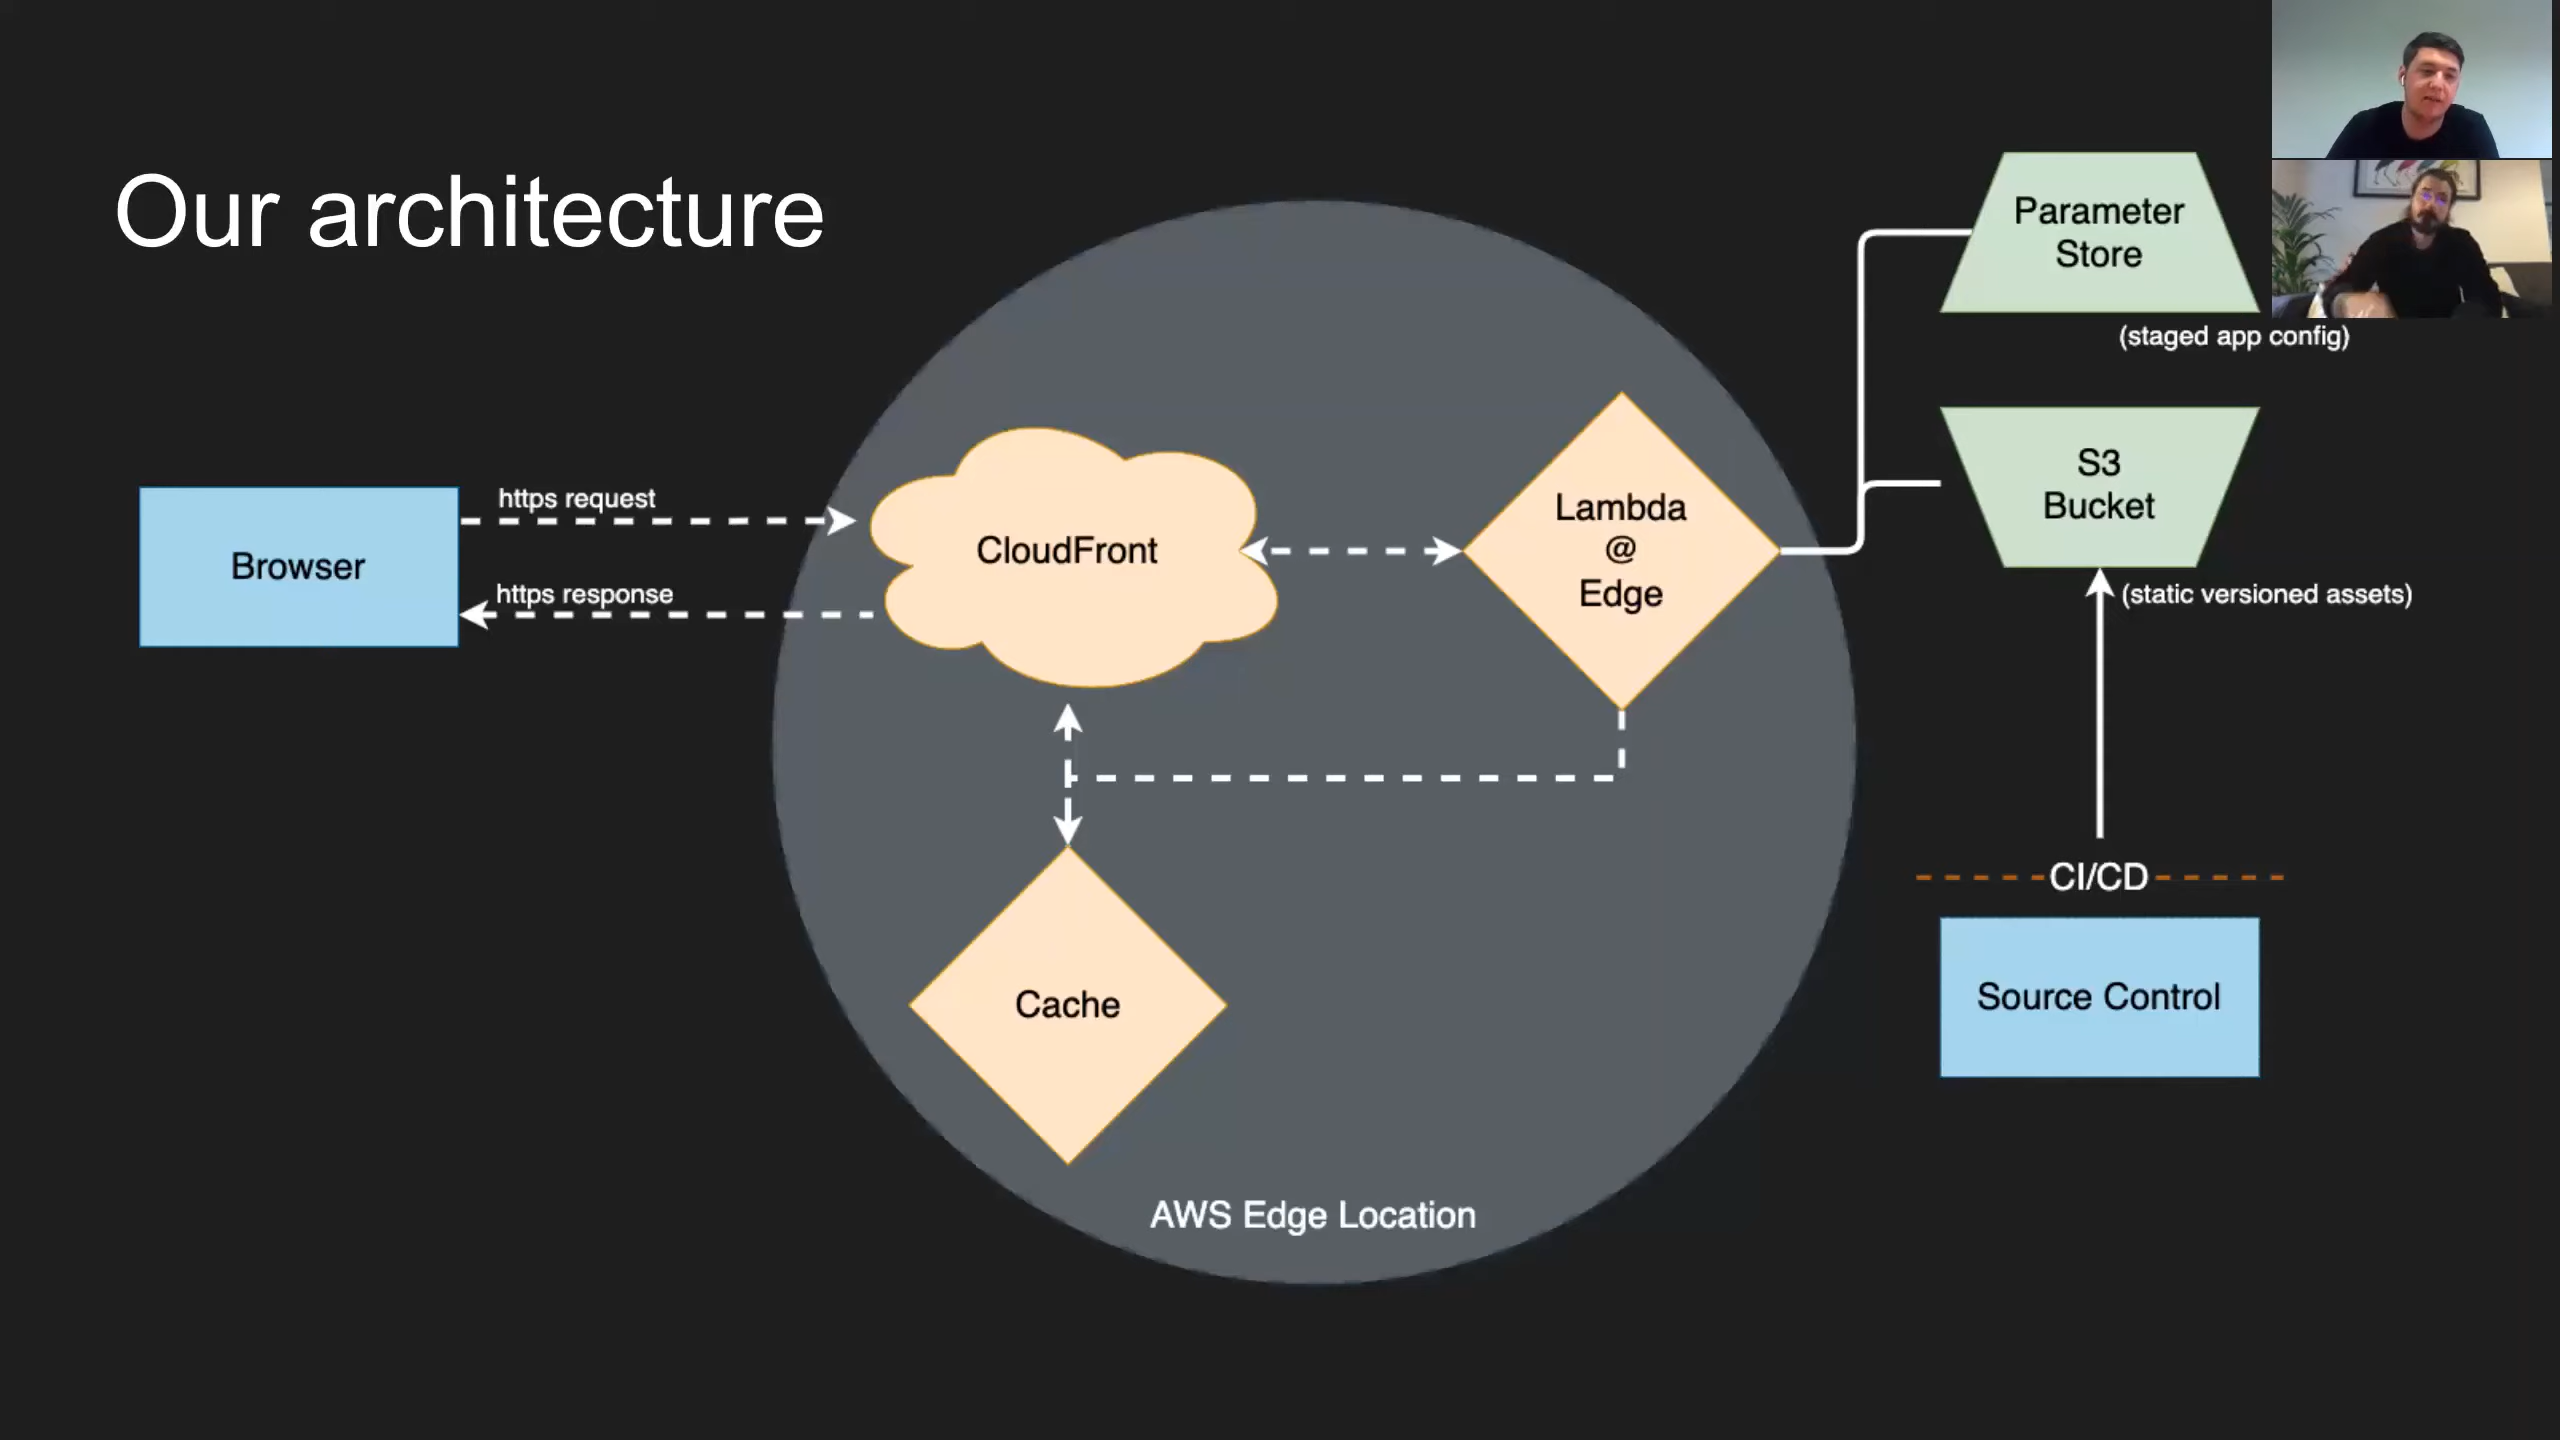 Our architecture
Parameter
Store
(staged app config)
S3
Bucket
(static versioned assets)
https request
Browser
https response
CloudFront
Lambda
@
Edge
CI/CD
Source Control
Cache
AWS Edge Location